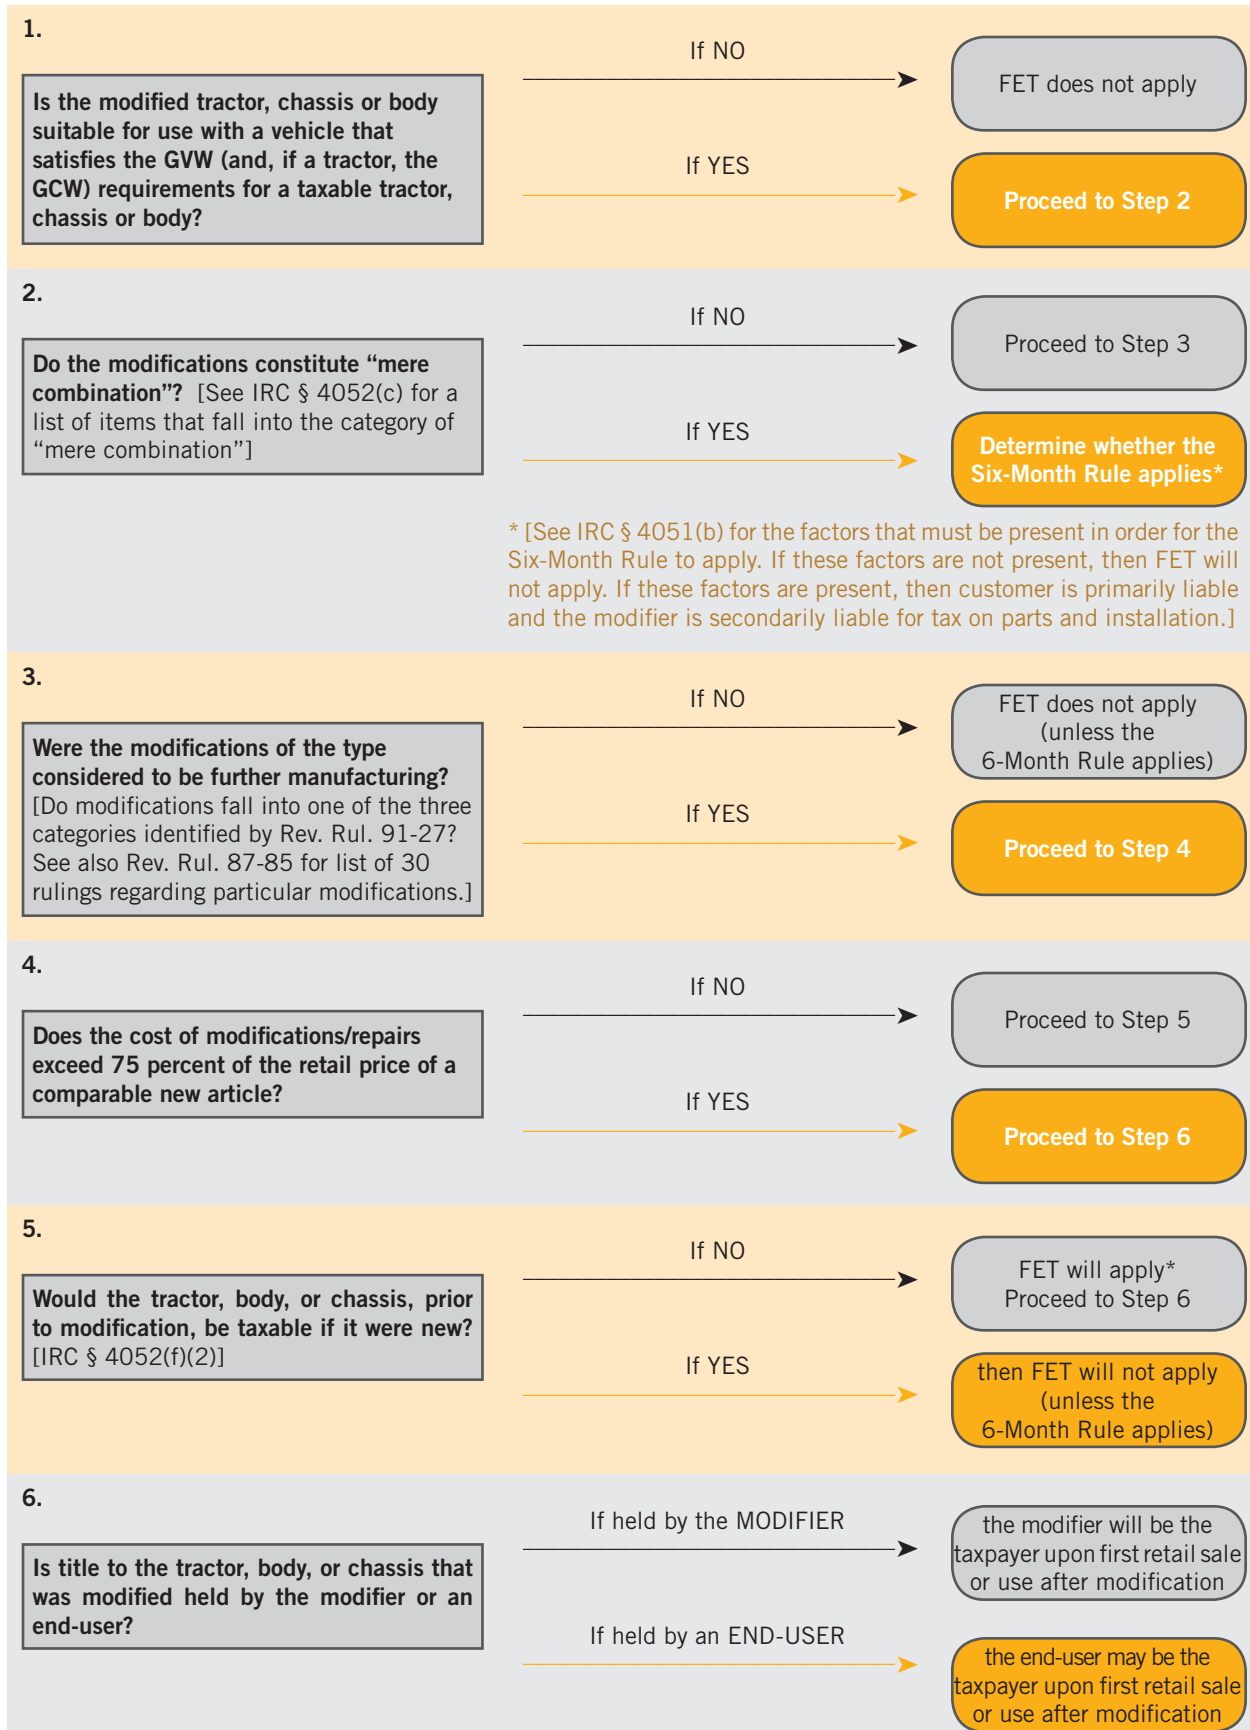 1.
Is the modified tractor, chassis or body
suitable for use with a vehicle that
satisfies the GVW (and, if a tractor, the
GCW) requirements for a taxable tractor,
chassis or body?
If NO
FET does not apply
If YES
Proceed to Step 2
2.
Do the modifications constitute “mere
combination”? [See IRC § 4052(c) for a
list of items that fall into the category of
“mere combination”]
If NO
Proceed to Step 3
If YES
Determine whether the
Six-Month Rule applies*
* [See IRC § 4051(b) for the factors that must be present in order for the
Six-Month Rule to apply. If these factors are not present, then FET will
not apply. If these factors are present, then customer is primarily liable
and the modifier is secondarily liable for tax on parts and installation.]
3.
Were the modifications of the type
considered to be further manufacturing?
[Do modifications fall into one of the three
categories identified by Rev. Rul. 91-27?
See also Rev. Rul. 87-85 for list of 30
rulings regarding particular modifications.]
If NO
FET does not apply
(unless the
6-Month Rule applies)
If YES
Proceed to Step 4
4.
Does the cost of modifications/repairs
exceed 75 percent of the retail price of a
comparable new article?
If NO
Proceed to Step 5
If YES
Proceed to Step 6
5.
Would the tractor, body, or chassis, prior
to modification, be taxable if it were new?
[IRC § 4052(f)(2)]
If NO
FET will apply*
Proceed to Step 6
If YES
then FET will not apply
(unless the
6-Month Rule applies)
6.
Is title to the tractor, body, or chassis that
was modified held by the modifier or an
end-user?
If held by the MODIFIER
the modifier will be the
taxpayer upon first retail sale
or use after modification
If held by an END-USER
the end-user may be the
taxpayer upon first retail sale
or use after modification